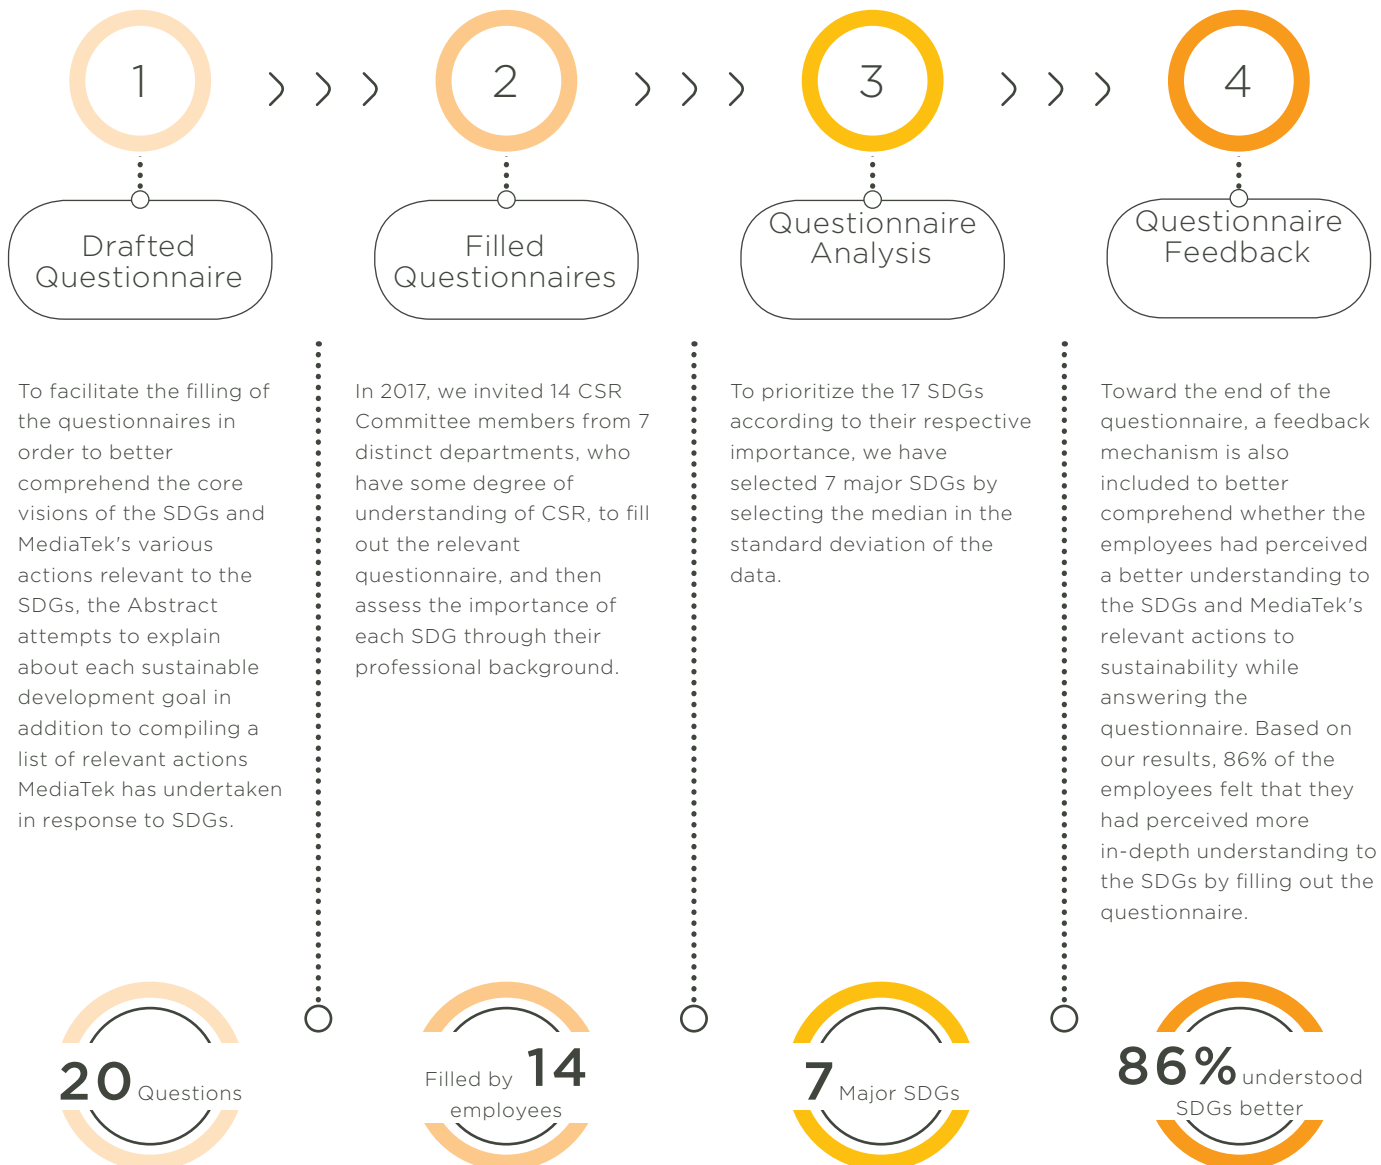 1
Drafted
Questionnaire
To facilitate the filling of
the questionnaires in
order to better
comprehend the core
visions of the SDGs and
MediaTek's various
actions relevant to the
SDGs, the Abstract
attempts to explain
about each sustainable
development goal in
addition to compiling a
list of relevant actions
MediaTek has undertaken
in response to SDGs.
20 Questions
2
Filled
Questionnaires
In 2017, we invited 14 CSR
Committee members from 7
distinct departments, who
have some degree of
understanding of CSR, to fill
out the relevant
questionnaire, and then
assess the importance of
each SDG through their
professional background.
Filled by 14
employees
3
Questionnaire
Analysis
To prioritize the 17 SDGs
according to their respective
importance, we have
selected 7 major SDGs by
selecting the median in the
standard deviation of the
data.
7 Major SDGs
4
Questionnaire
Feedback
Toward the end of the
questionnaire, a feedback
mechanism is also
included to better
comprehend whether the
employees had perceived
a better understanding to
the SDGs and MediaTek's
relevant actions to
sustainability while
answering the
questionnaire. Based on
our results, 86% of the
employees felt that they
had perceived more
in-depth understanding to
the SDGs by filling out the
questionnaire.
86% understood
SDGs better